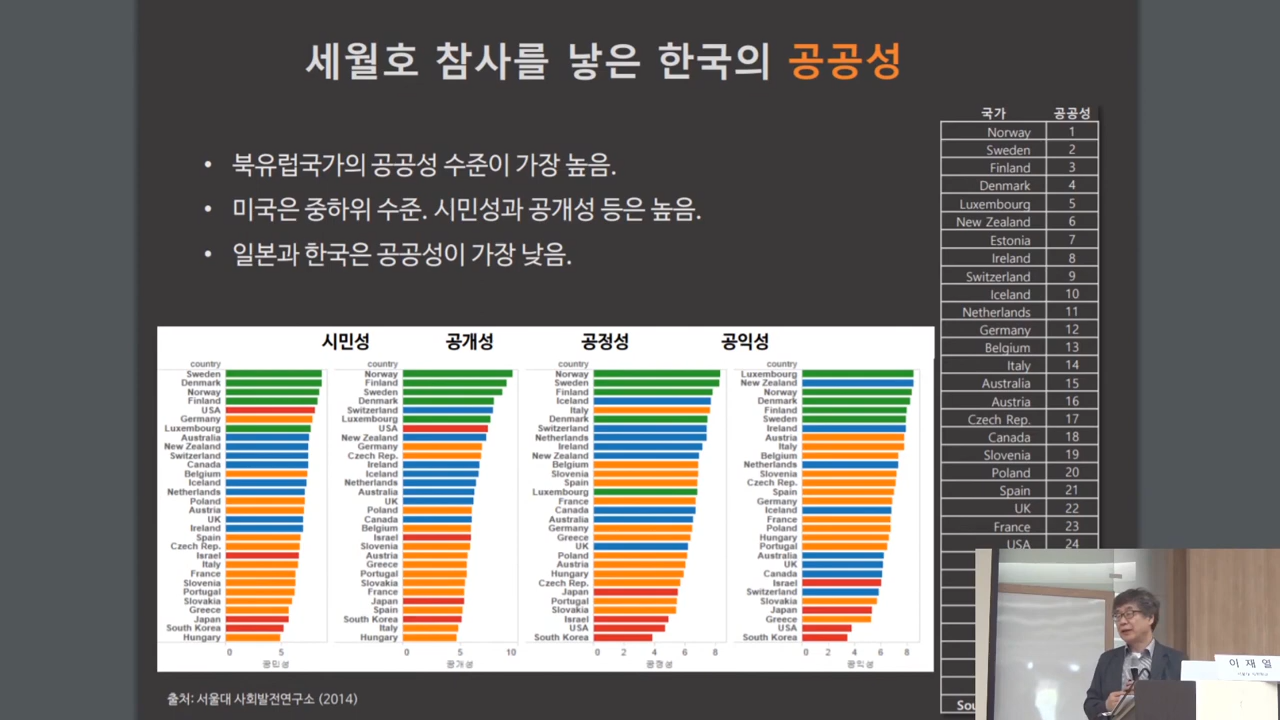 세월호 참사를 낳은 한국의 공공성
• 북유럽국가의 공공성 수준이 가장 높음.
• 미국은 중하위 수준. 시민성과 공개성 등은 높음.
• 일본과 한국은 공공성이 가장 낮음.
국가 공공성
Norway 1
Sweden 2
Finland 3
Denmark 4
Luxembourg 5
New Zealand 6
Estonia 7
Ireland 8
Switzerland 9
Iceland 10
Netherlands 11
Germany 12
Belgium 13
Italy 14
Australia 15
Austria 16
Czech Rep. 17
Canada 18
Slovenia 19
Poland 20
Spain 21
UK 22
France 23
USA 24
Sou
시민성
country
Sweden
Denmark
Norway
Finland
USA
Germany
Luxembourg
Australia
New Zealand
Switzerland
Canada
Belgium
Iceland
Netherlands
Poland
Austria
UK
Ireland
Spain
Czech Rep.
Israel
Italy
France
Slovenia
Portugal
Slovakia
Greece
Japan
South Korea
Hungary
0 5
공개성
country
Norway
Finland
Sweden
Denmark
Switzerland
Luxembourg
USA
New Zealand
Germany
Czech Rep.
Ireland
Iceland
Netherlands
Australia
UK
Poland
Canada
Belgium
Israel
Slovenia
Austria
Greece
Portugal
Slovakia
France
Japan
Spain
South Korea
Italy
Hungary
0 5 10
공개성
공정성
country
Norway
Sweden
Finland
Iceland
Italy
Denmark
Switzerland
Netherlands
Ireland
New Zealand
Belgium
Slovenia
Spain
Luxembourg
France
Canada
Australia
Germany
Greece
UK
Poland
Austria
Hungary
Czech Rep.
Japan
Portugal
Slovakia
Israel
USA
South Korea
0 2 4 6 8
공정성
공익성
country
Luxembourg
New Zealand
Norway
Denmark
Finland
Sweden
Ireland
Austria
Italy
Belgium
Netherlands
Slovenia
Czech Rep.
Spain
Germany
Iceland
France
Poland
Hungary
Portugal
Australia
UK
Canada
Israel
Switzerland
Slovakia
Japan
Greece
USA
South Korea
0 2 4 6 8
공익성
출처: 서울대 사회발전연구소 (2014)
이 재 열